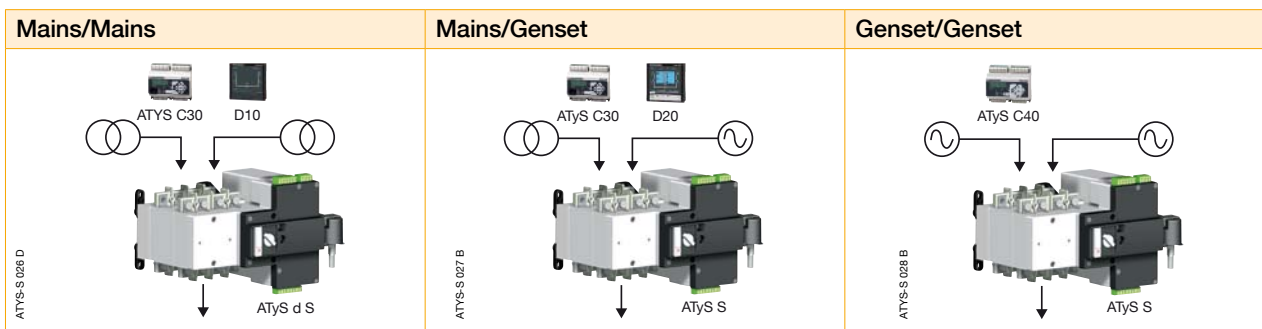 Mains/Mains
ATYS C30 D10
ATyS d S
ATYS-S 026 D
Mains/Genset
ATyS C30 D20
ATyS S
ATYS-S 027 B
Genset/Genset
ATyS C40
ATyS S
ATYS-S 028 B